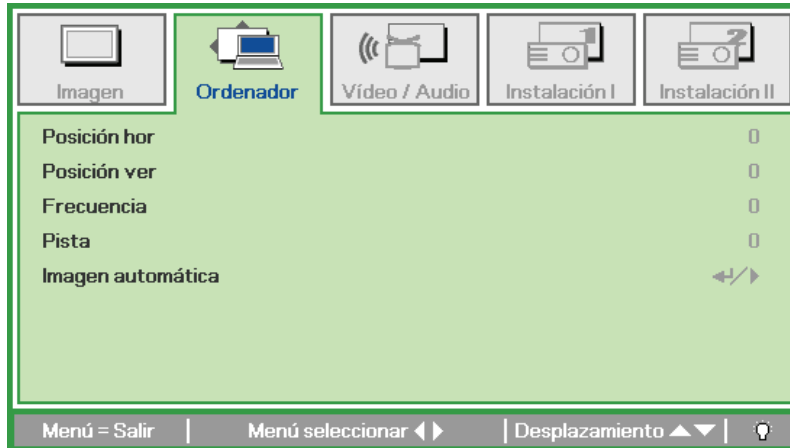 Imagen
Ordenador
Vídeo / Audio
Instalación I
Instalación II
Posición hor 0
Posición ver 0
Frecuencia 0
Pista 0
Imagen automática
Menú = Salir
Menú seleccionar
Desplazamiento